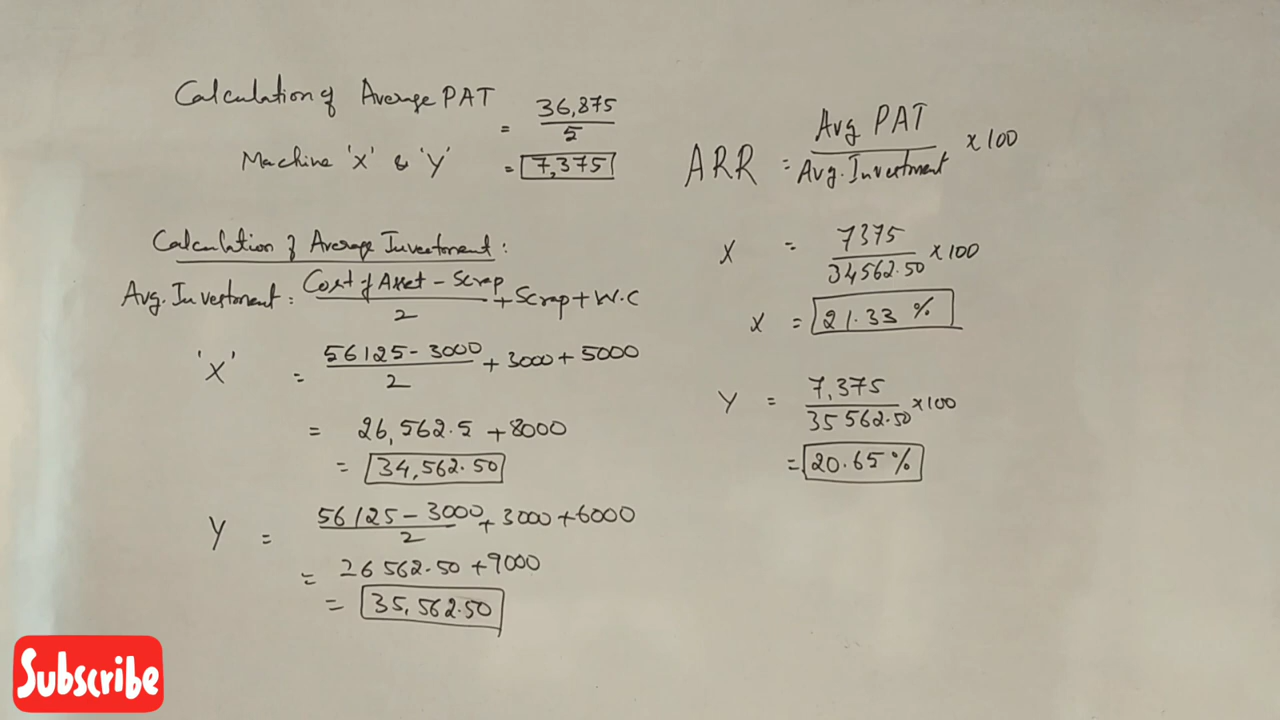 Calculation of Average PAT
= 36,875
5
Machine 'X' & 'Y' = 7,375
Calculation of Average Investment:
Avg. Investment: Cost of Asset - Scrap + Scrap + W.C
2
'X' = 56125 - 3000 + 3000 + 5000
2
= 26,562.5 + 8000
= 34,562.50
Y = 56125 - 3000 + 3000 + 6000
2
= 26562.50 + 9000
= 35,562.50
ARR = Avg PAT x 100
Avg. Investment
X = 7375 x 100
34562.50
X = 21.33 %
Y = 7,375 x 100
35562.50
= 20.65 %
Subscribe